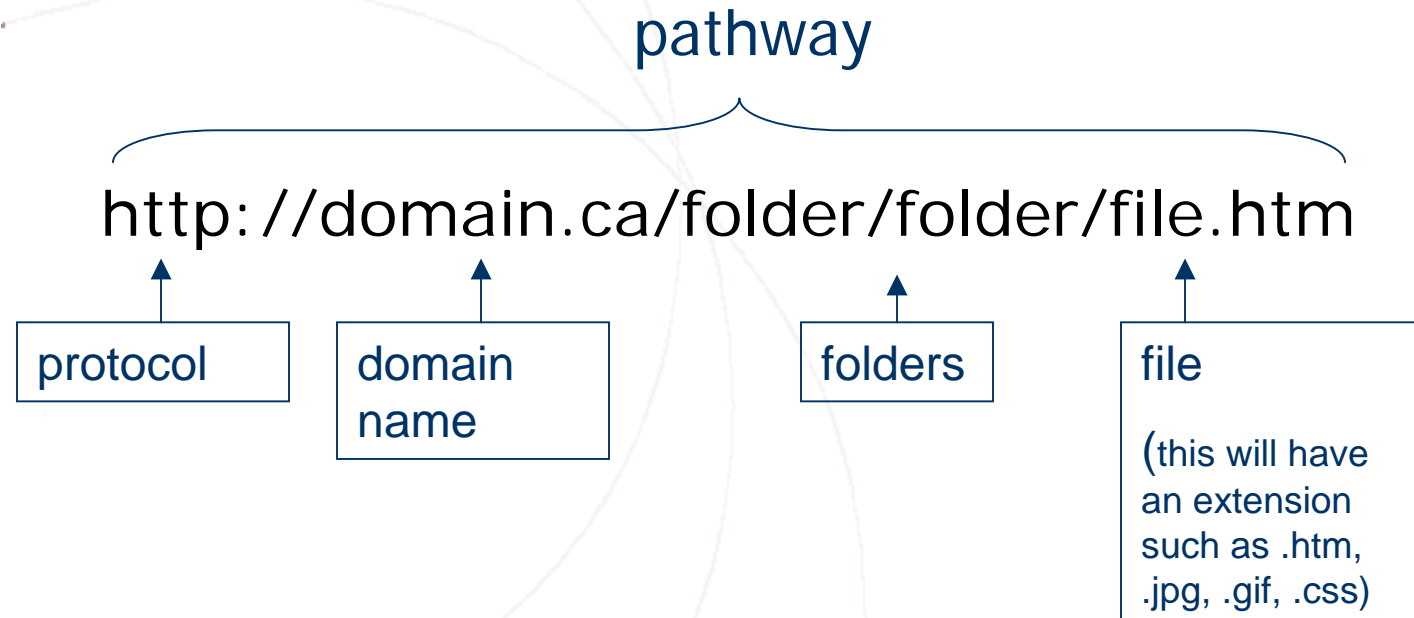 pathway
http://domain.ca/folder/folder/file.htm
protocol
domain
name
folders
file
(this will have
an extension
such as .htm,
.jpg, .gif, .css)